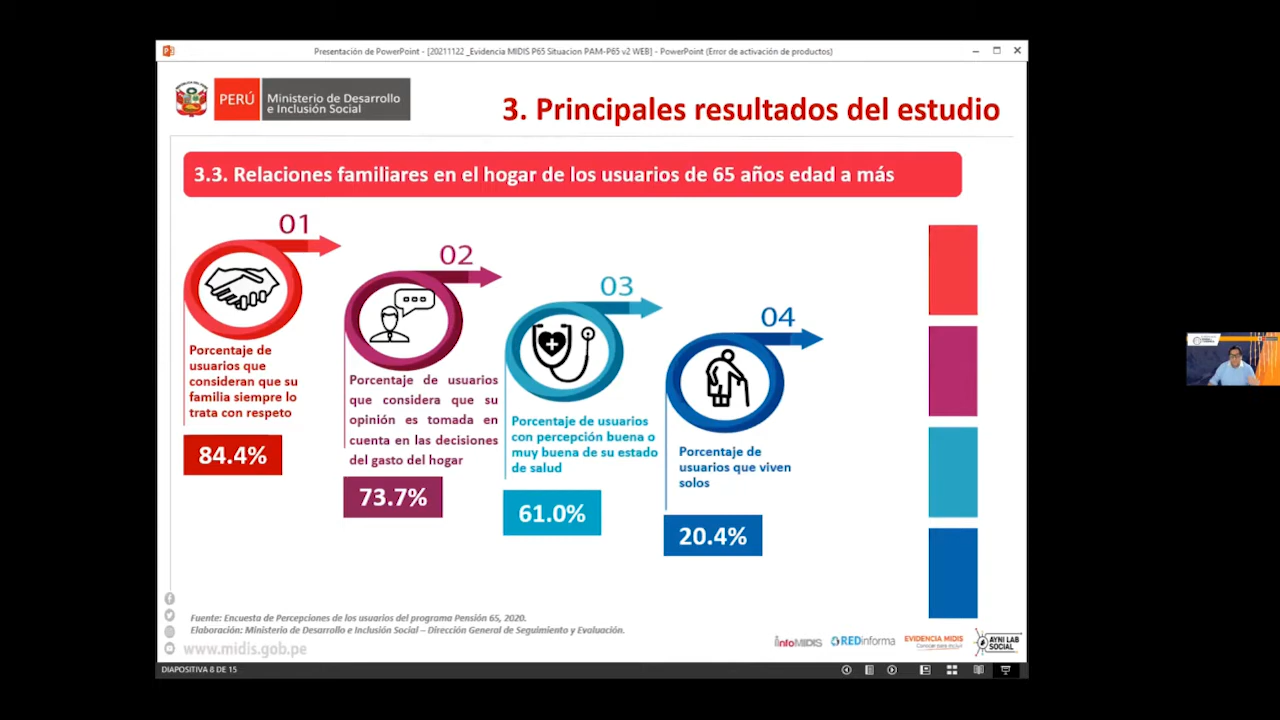 Presentación de PowerPoint - [20211122 _Evidencia MIDIS P65 Situacion PAM-P65 v2 WEB] - PowerPoint (Error de activación de productos)
PERÚ
Ministerio de Desarrollo
e Inclusión Social
3. Principales resultados del estudio
3.3. Relaciones familiares en el hogar de los usuarios de 65 años edad a más
01
Porcentaje de
usuarios que
consideran que su
familia siempre lo
trata con respeto
84.4%
02
Porcentaje de usuarios
que considera que su
opinión es tomada en
cuenta en las decisiones
del gasto del hogar
73.7%
03
Porcentaje de usuarios
con percepción buena o
muy buena de su estado
de salud
61.0%
04
Porcentaje de
usuarios que viven
solos
20.4%
Fuente: Encuesta de Percepciones de los usuarios del programa Pensión 65, 2020.
Elaboración: Ministerio de Desarrollo e Inclusión Social – Dirección General de Seguimiento y Evaluación.
www.midis.gob.pe
InfoMIDIS
REDinforma
EVIDENCIA MIDIS
Conocer para incluir
AYNI LAB
SOCIAL
DIAPOSITIVA 8 DE 15